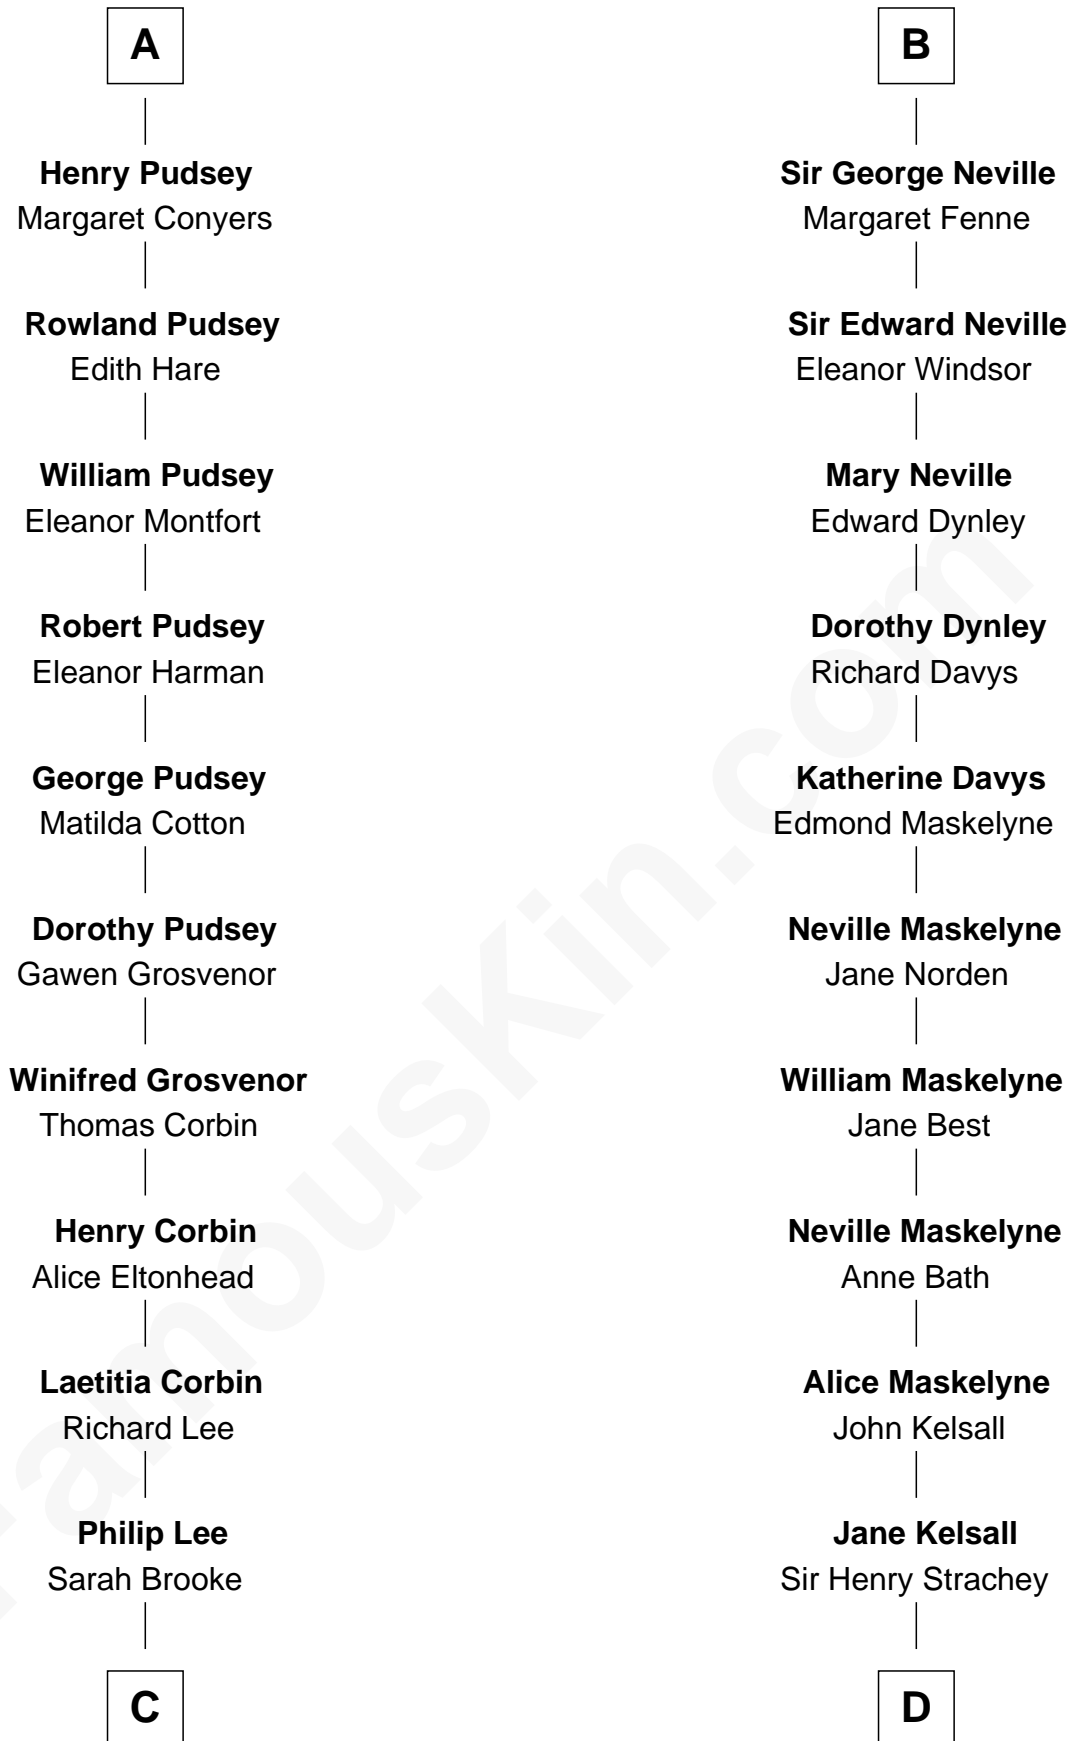 A
Henry Pudsey
Margaret Conyers
Rowland Pudsey
Edith Hare
William Pudsey
Eleanor Montfort
Robert Pudsey
Eleanor Harman
George Pudsey
Matilda Cotton
Dorothy Pudsey
Gawen Grosvenor
Winifred Grosvenor
Thomas Corbin
Henry Corbin
Alice Eltonhead
Laetitia Corbin
Richard Lee
Philip Lee
Sarah Brooke
C
B
Sir George Neville
Margaret Fenne
Sir Edward Neville
Eleanor Windsor
Mary Neville
Edward Dynley
Dorothy Dynley
Richard Davys
Katherine Davys
Edmond Maskelyne
Neville Maskelyne
Jane Norden
William Maskelyne
Jane Best
Neville Maskelyne
Anne Bath
Alice Maskelyne
John Kelsall
Jane Kelsall
Sir Henry Strachey
D
FamousKin.com